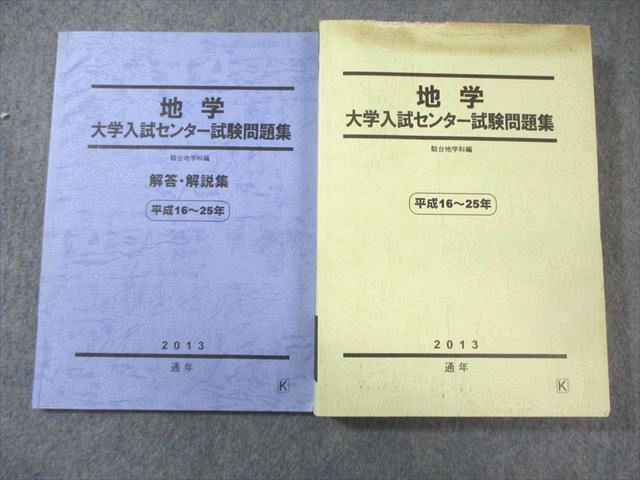 地学
大学入試センター試験問題集
駿台地学科編
解答・解説集
平成16〜25年
2013
通年
K
地学
大学入試センター試験問題集
駿台地学科編
平成16〜25年
2013
通年
K